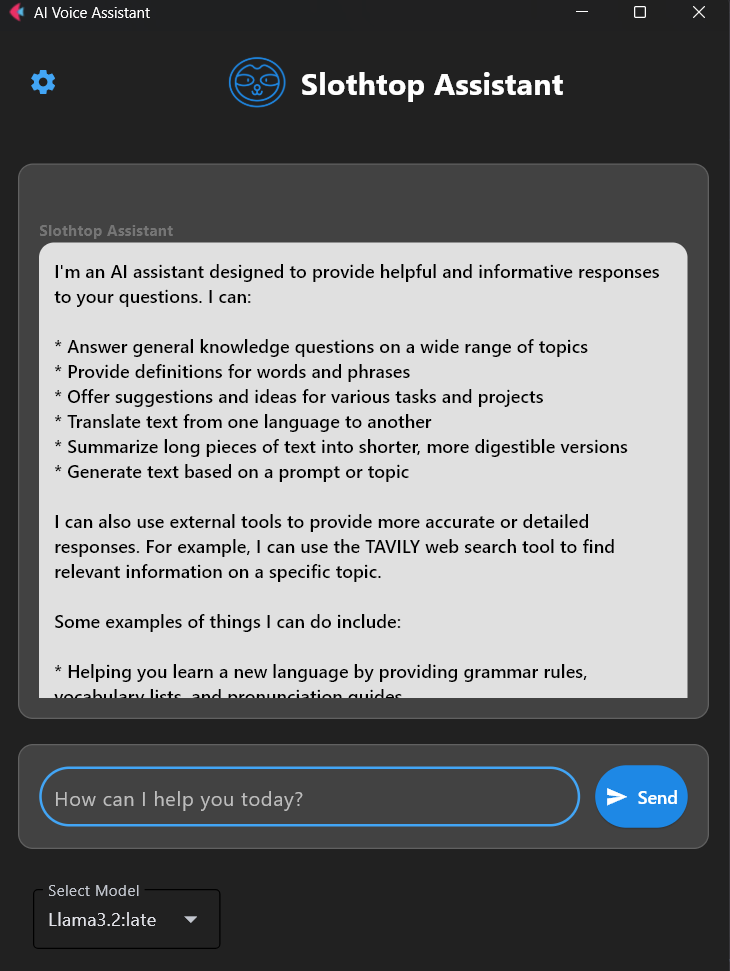 AI Voice Assistant
Slothtop Assistant
Slothtop Assistant
I'm an AI assistant designed to provide helpful and informative responses
to your questions. I can:
* Answer general knowledge questions on a wide range of topics
* Provide definitions for words and phrases
* Offer suggestions and ideas for various tasks and projects
* Translate text from one language to another
* Summarize long pieces of text into shorter, more digestible versions
* Generate text based on a prompt or topic
I can also use external tools to provide more accurate or detailed
responses. For example, I can use the TAVILY web search tool to find
relevant information on a specific topic.
Some examples of things I can do include:
* Helping you learn a new language by providing grammar rules,
vocabulary lists, and pronunciation guides
How can I help you today?
Send
Select Model
Llama3.2:late